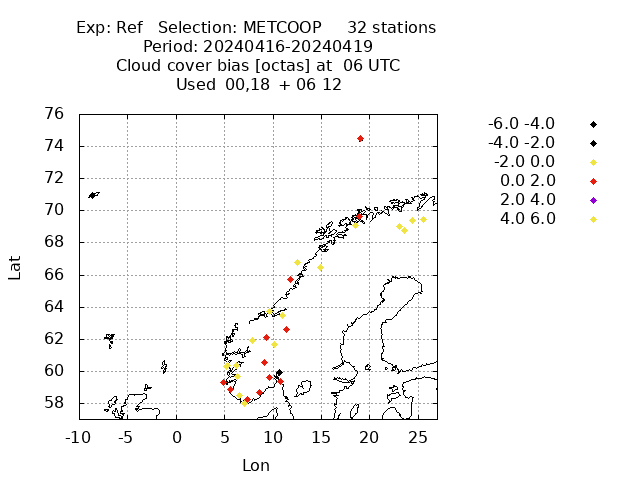 Exp: Ref   Selection: METCOOP     32 stations
Period: 20240416-20240419
Cloud cover bias [octas] at  06 UTC
Used  00,18  + 06 12
-6.0 -4.0
-4.0 -2.0
-2.0 0.0
0.0 2.0
2.0 4.0
4.0 6.0
76
74
72
70
68
66
64
62
60
58
Lat
-10 -5 0 5 10 15 20 25
Lon